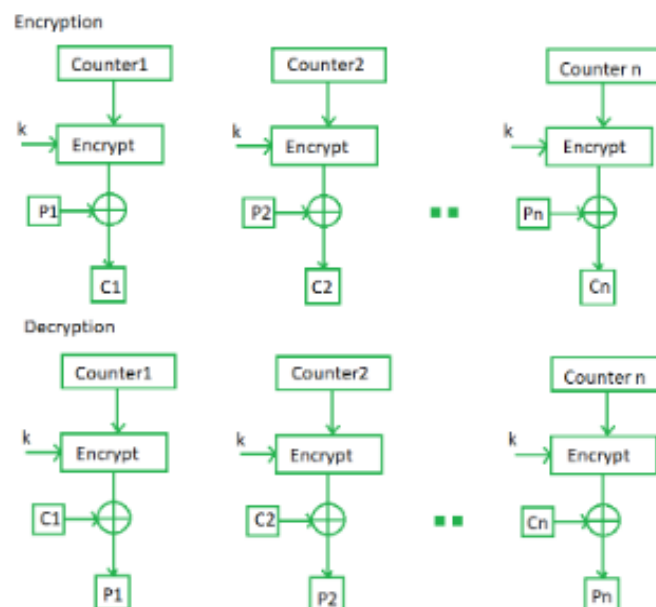 Encryption
Counter1 Counter2 Counter n
k Encrypt k Encrypt k Encrypt
P1 P2 Pn
C1 C2 Cn
Decryption
Counter1 Counter2 Counter n
k Encrypt k Encrypt k Encrypt
C1 C2 Cn
P1 P2 Pn